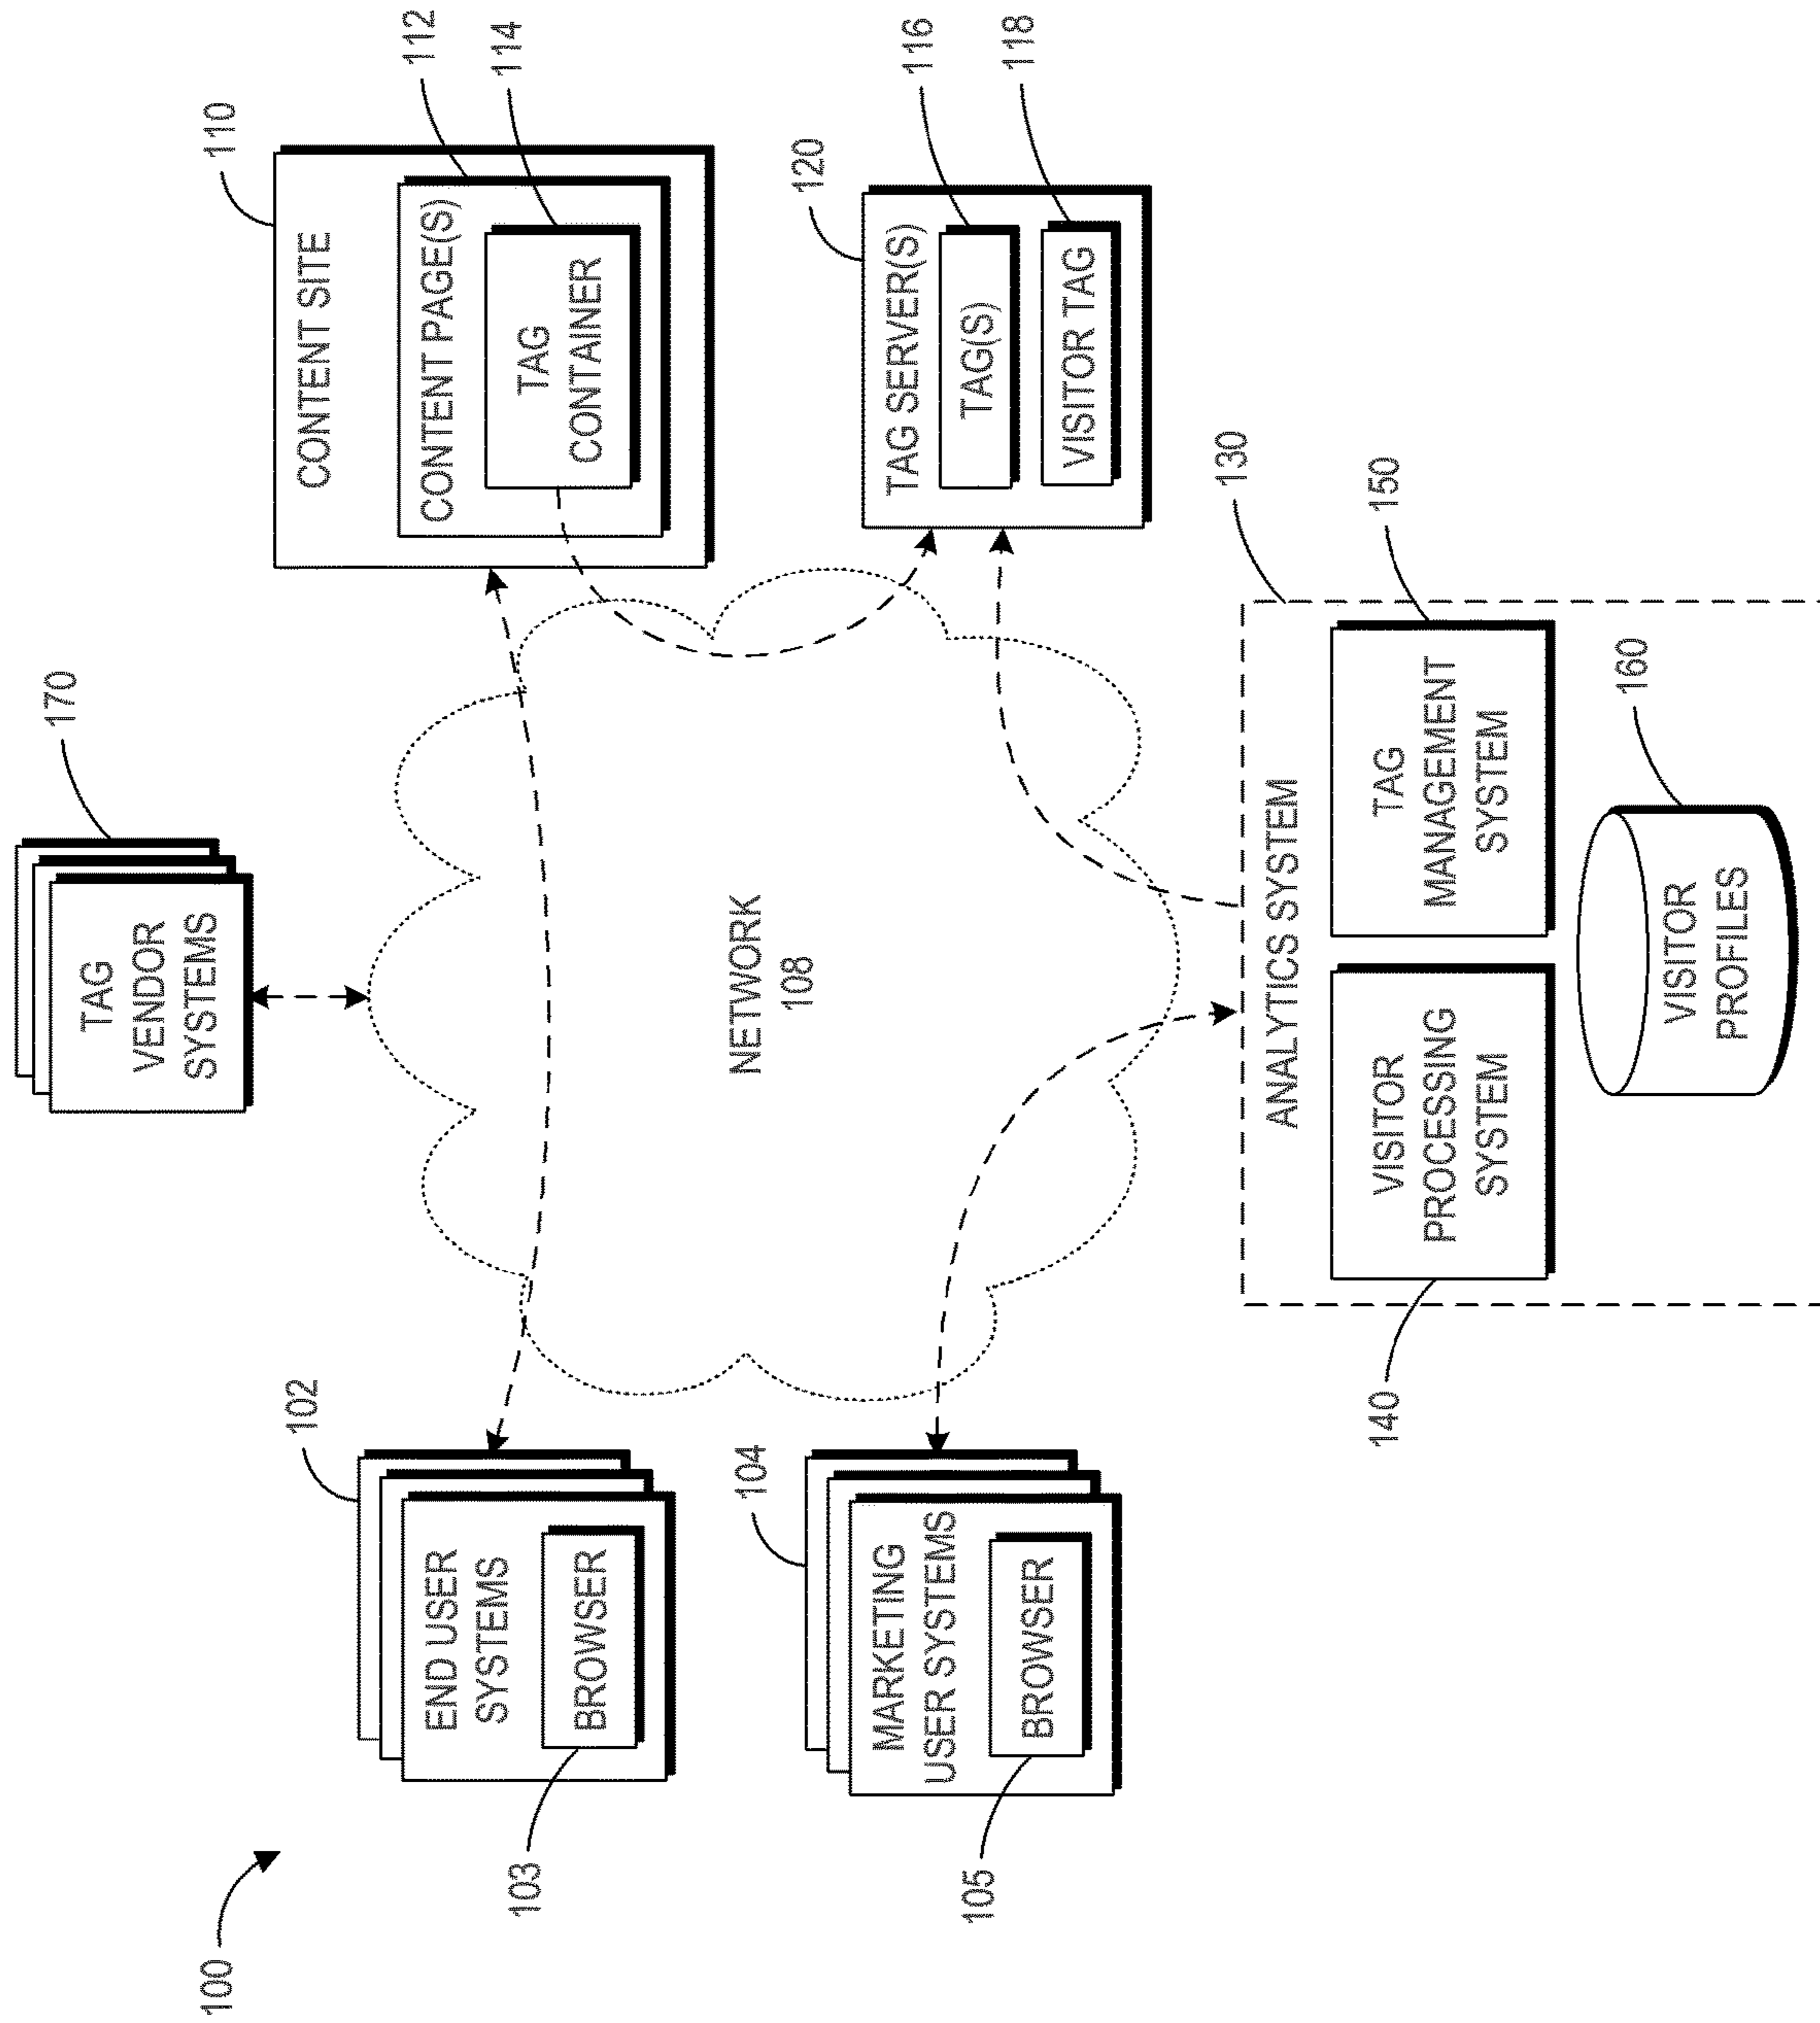 100
170
TAG
VENDOR
SYSTEMS
102
END USER
SYSTEMS
BROWSER
103
104
MARKETING
USER SYSTEMS
BROWSER
105
NETWORK
108
110
CONTENT SITE
112
CONTENT PAGE(S)
114
TAG
CONTAINER
120
TAG SERVER(S)
116
TAG(S)
118
VISITOR TAG
130
ANALYTICS SYSTEM
140
VISITOR
PROCESSING
SYSTEM
150
TAG
MANAGEMENT
SYSTEM
160
VISITOR
PROFILES